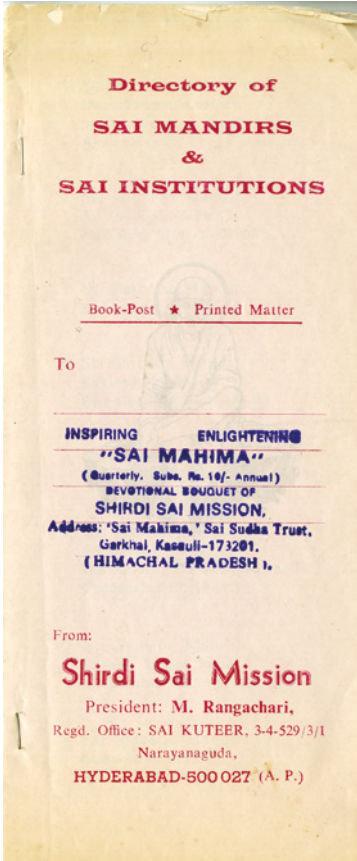 Directory of
SAI MANDIRS
&
SAI INSTITUTIONS
Book-Post ★ Printed Matter
To
INSPIRING ENLIGHTENING
"SAI MAHIMA"
(Quarterly. Subs. Rs. 10/- Annual)
DEVOTIONAL BOUQUET OF
SHIRDI SAI MISSION,
Address: 'Sai Mahima,' Sai Sudha Trust,
Garkhal, Kasauli-173201.
(HIMACHAL PRADESH).
From:
Shirdi Sai Mission
President: M. Rangachari,
Regd. Office: SAI KUTEER, 3-4-529/3/1
Narayanaguda,
HYDERABAD-500 027 (A. P.)